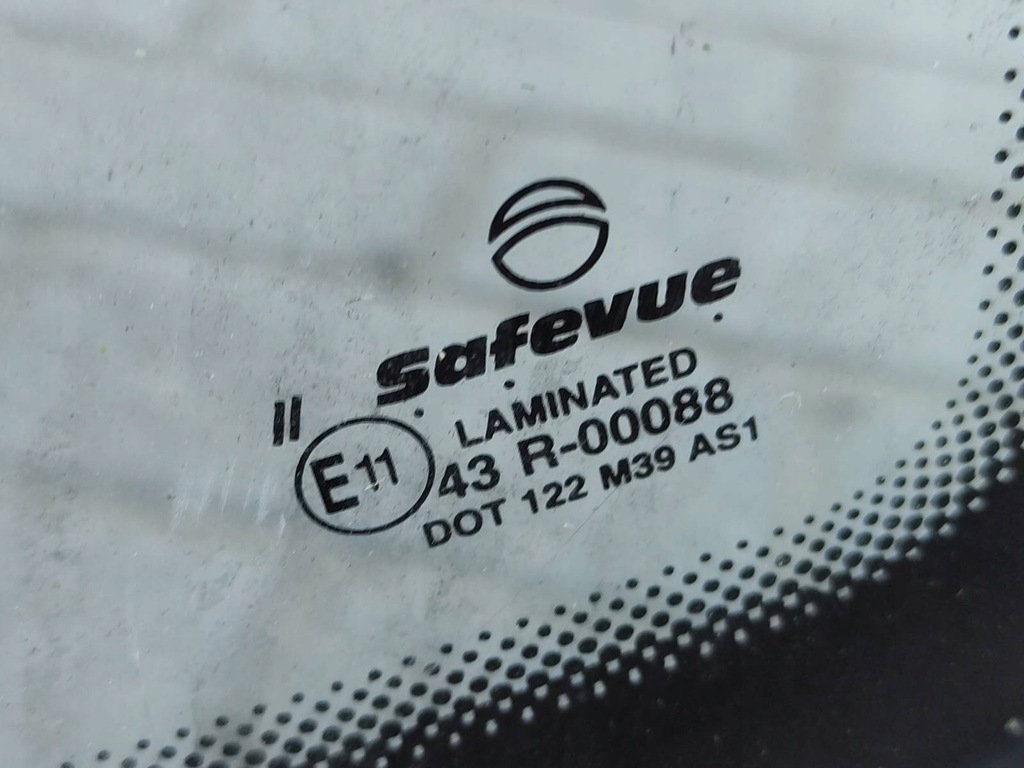 safevue
LAMINATED
II
E11 43 R-00088
DOT 122 M39 AS1